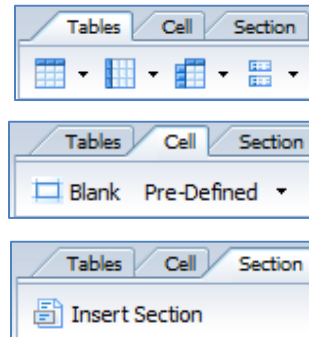 Tables Cell Section
Tables Cell Section
Blank Pre-Defined
Tables Cell Section
Insert Section